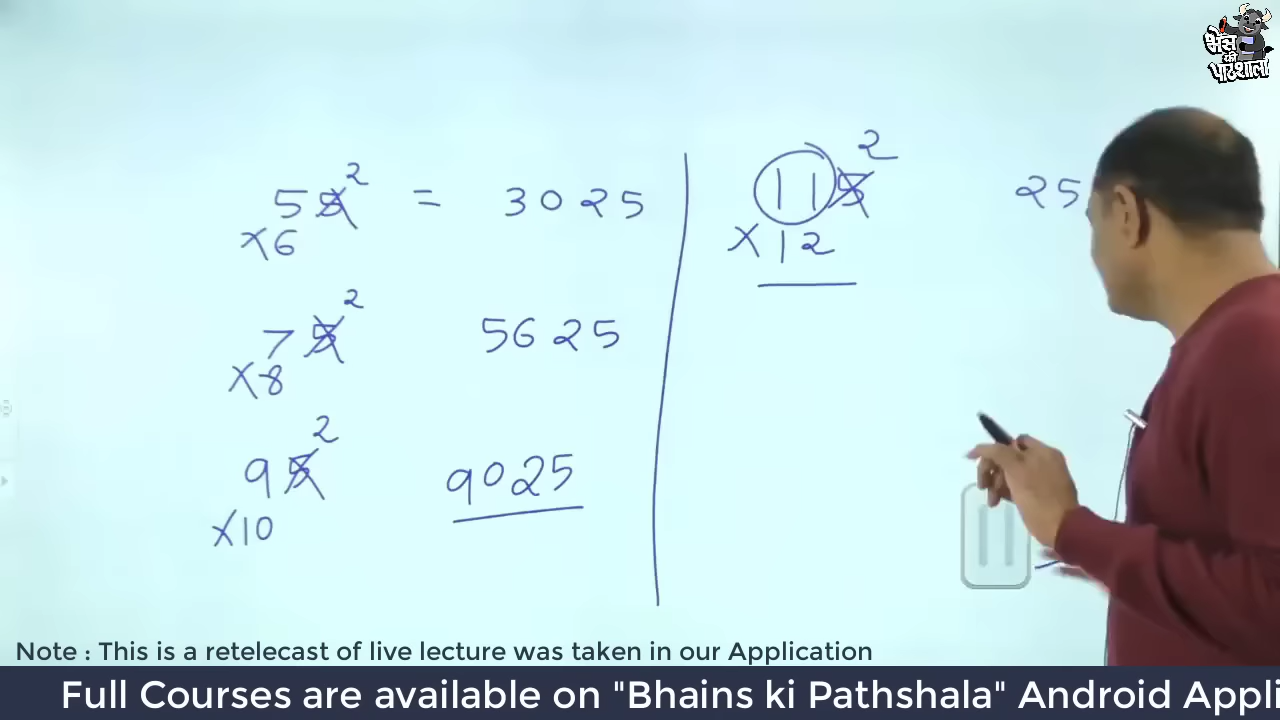 भैंस
की
पाठशाला
55² = 3025
×6
75² 5625
×8
95² 9025
×10
115² 25
×12
Note : This is a retelecast of live lecture was taken in our Application
Full Courses are available on "Bhains ki Pathshala" Android Appli